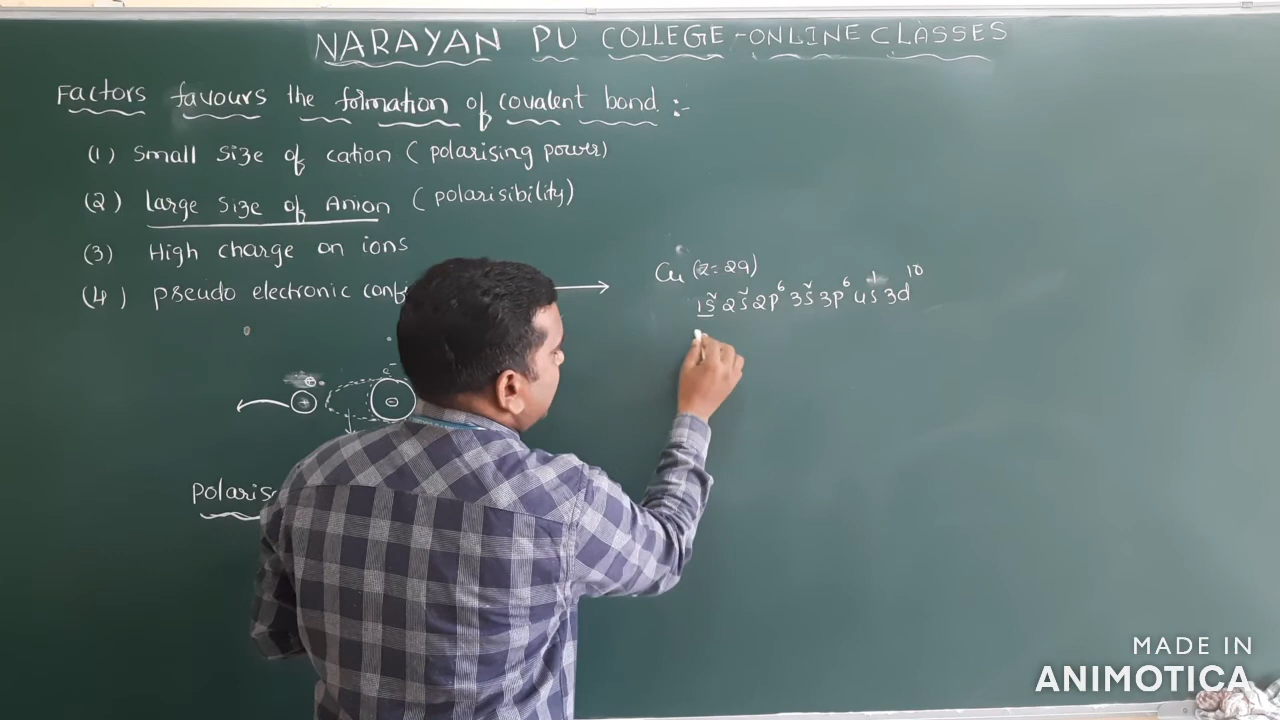 NARAYAN PU COLLEGE - ONLINE CLASSES
Factors favours the formation of covalent bond :-
(1) Small size of cation ( polarising power)
(2) large size of Anion ( polarisibility)
(3) High charge on ions
(4) pseudo electronic
Cu (z = 29)
1s² 2s² 2p⁶ 3s² 3p⁶ 4s¹ 3d¹⁰
e⁻
⊕
+
−
MADE IN
ANIMOTICA